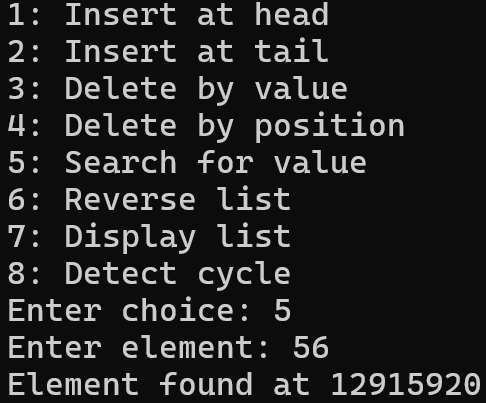 1: Insert at head
2: Insert at tail
3: Delete by value
4: Delete by position
5: Search for value
6: Reverse list
7: Display list
8: Detect cycle
Enter choice: 5
Enter element: 56
Element found at 12915920